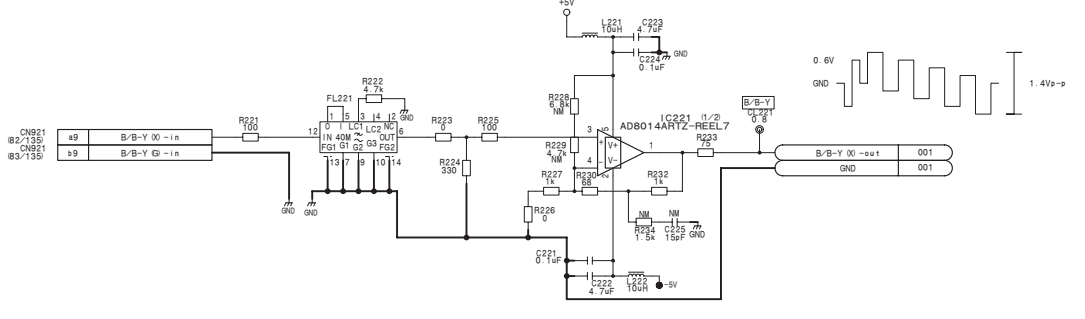 +5V
L221
10uH
C223
4.7uF
GND
C224
0.1uF
0.6V
GND
1.4Vp-p
R222
4.7k
GND
FL221
R228
6.8k
NM
B/B-Y
CL221
0.8
CN921
(82/135)
CN921
(83/135)
a9 B/B-Y (X) -in
b9 B/B-Y (G) -in
R221
100
12
1 5 3 4 2
O I LC1 LC2 NC
IN 40M OUT
G1 G2 G3
FG1 FG2
13 7 9 10 14
6
R223
0
R225
100
R224
330
R229
4.7k
NM
IC221 (1/2)
AD8014ARTZ-REEL7
3
4
5
2
1
+
-
V+
V-
R233
75
B/B-Y (X) -out 001
GND 001
GND
GND
R227
1k
R230
68
R232
1k
R226
0
NM
R234
1.5k
NM
C225
15pF
GND
C221
0.1uF
C222
4.7uF
L222
10uH
-5V